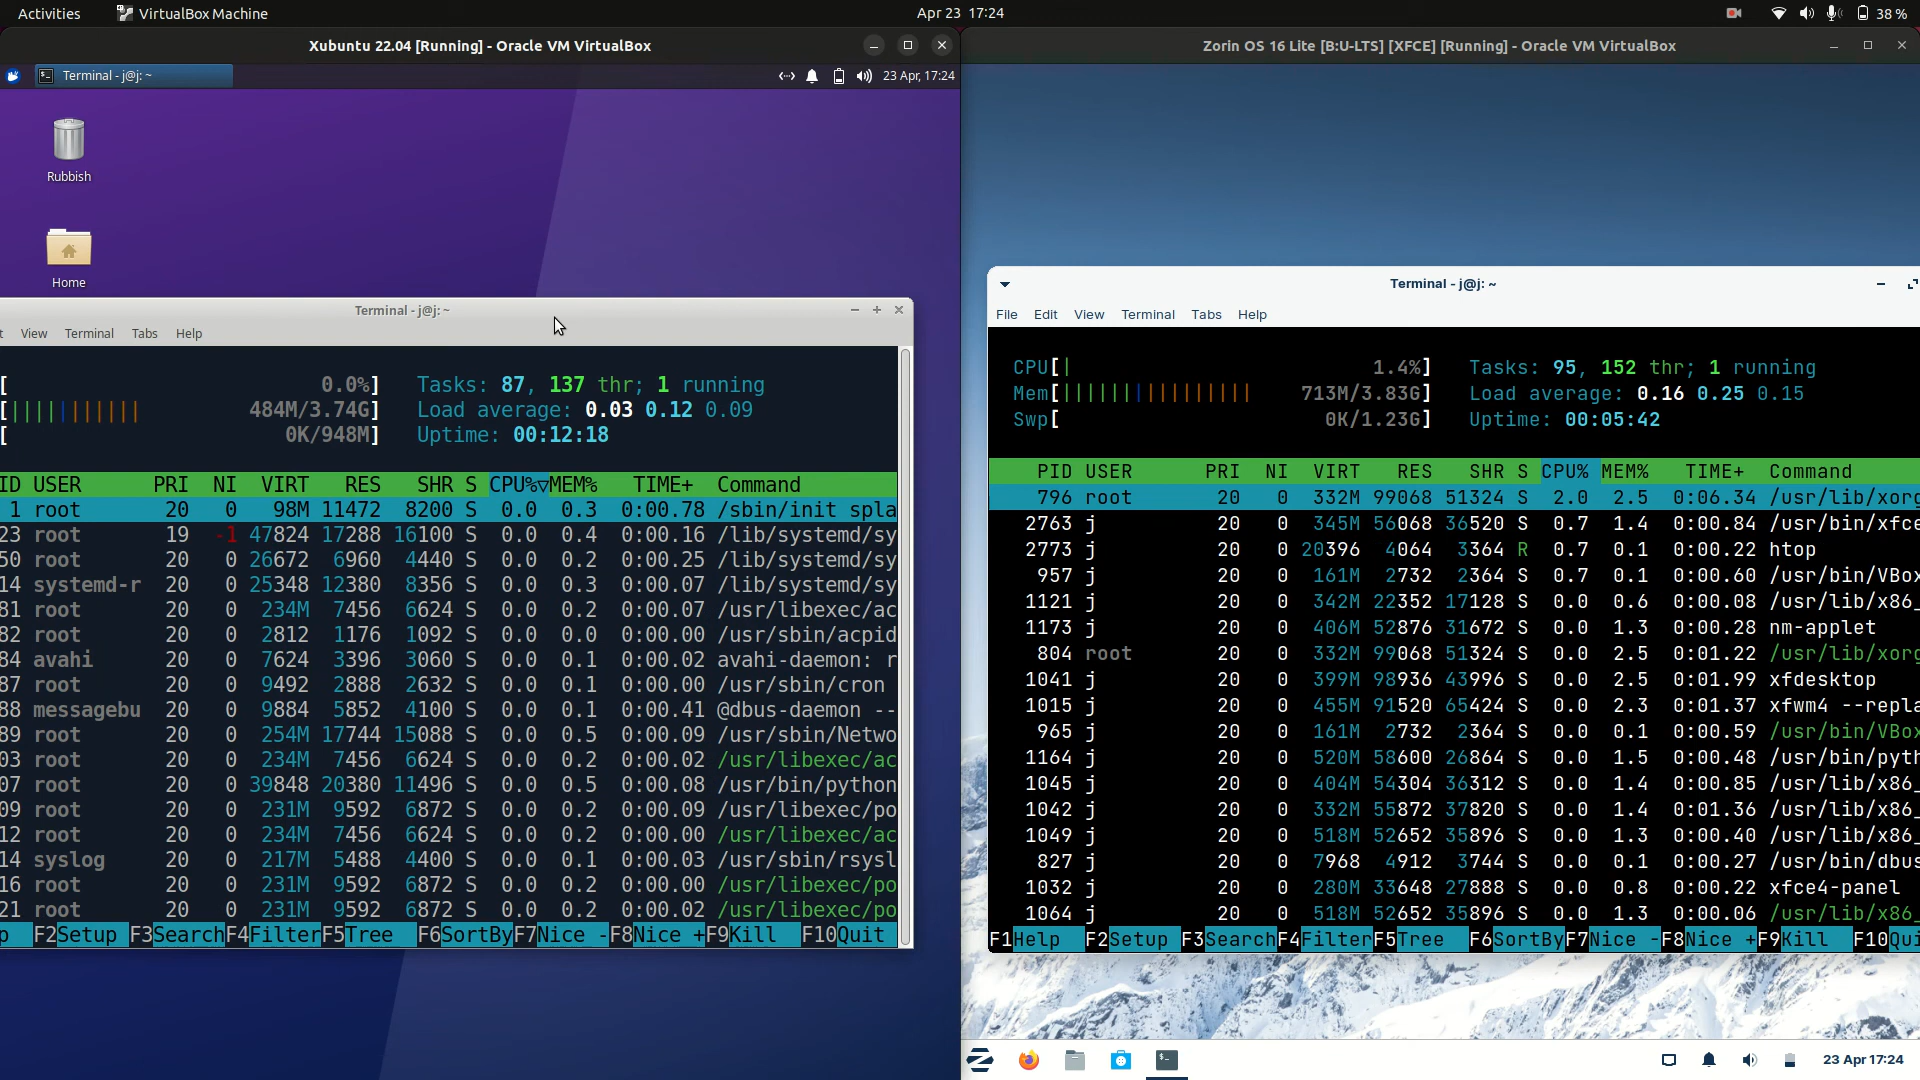 Activities VirtualBox Machine Apr 23 17:24 38 %
Xubuntu 22.04 [Running] - Oracle VM VirtualBox
Terminal - j@j: ~ 23 Apr, 17:24
Rubbish
Home
Terminal - j@j: ~
t View Terminal Tabs Help
[ 0.0%] Tasks: 87, 137 thr; 1 running
[|||||||||||| 484M/3.74G] Load average: 0.03 0.12 0.09
[ 0K/948M] Uptime: 00:12:18
ID USER PRI NI VIRT RES SHR S CPU%▽MEM% TIME+ Command
1 root 20 0 98M 11472 8200 S 0.0 0.3 0:00.78 /sbin/init spla
23 root 19 -1 47824 17288 16100 S 0.0 0.4 0:00.16 /lib/systemd/sy
50 root 20 0 26672 6960 4440 S 0.0 0.2 0:00.25 /lib/systemd/sy
14 systemd-r 20 0 25348 12380 8356 S 0.0 0.3 0:00.07 /lib/systemd/sy
81 root 20 0 234M 7456 6624 S 0.0 0.2 0:00.07 /usr/libexec/ac
82 root 20 0 2812 1176 1092 S 0.0 0.0 0:00.00 /usr/sbin/acpid
84 avahi 20 0 7624 3396 3060 S 0.0 0.1 0:00.02 avahi-daemon: r
87 root 20 0 9492 2888 2632 S 0.0 0.1 0:00.00 /usr/sbin/cron
88 messagebu 20 0 9884 5852 4100 S 0.0 0.1 0:00.41 @dbus-daemon --
89 root 20 0 254M 17744 15088 S 0.0 0.5 0:00.09 /usr/sbin/Netwo
03 root 20 0 234M 7456 6624 S 0.0 0.2 0:00.02 /usr/libexec/ac
07 root 20 0 39848 20380 11496 S 0.0 0.5 0:00.08 /usr/bin/python
09 root 20 0 231M 9592 6872 S 0.0 0.2 0:00.09 /usr/libexec/po
12 root 20 0 234M 7456 6624 S 0.0 0.2 0:00.00 /usr/libexec/ac
14 syslog 20 0 217M 5488 4400 S 0.0 0.1 0:00.03 /usr/sbin/rsysl
16 root 20 0 231M 9592 6872 S 0.0 0.2 0:00.00 /usr/libexec/po
21 root 20 0 231M 9592 6872 S 0.0 0.2 0:00.02 /usr/libexec/po
p F2Setup F3SearchF4FilterF5Tree F6SortByF7Nice -F8Nice +F9Kill F10Quit
Zorin OS 16 Lite [B:U-LTS] [XFCE] [Running] - Oracle VM VirtualBox
Terminal - j@j: ~
File Edit View Terminal Tabs Help
CPU[| 1.4%] Tasks: 95, 152 thr; 1 running
Mem[|||||||||||||||| 713M/3.83G] Load average: 0.16 0.25 0.15
Swp[ 0K/1.23G] Uptime: 00:05:42
PID USER PRI NI VIRT RES SHR S CPU% MEM% TIME+ Command
796 root 20 0 332M 99068 51324 S 2.0 2.5 0:06.34 /usr/lib/xorg
2763 j 20 0 345M 56068 36520 S 0.7 1.4 0:00.84 /usr/bin/xfce
2773 j 20 0 20396 4064 3364 R 0.7 0.1 0:00.22 htop
957 j 20 0 161M 2732 2364 S 0.7 0.1 0:00.60 /usr/bin/VBox
1121 j 20 0 342M 22352 17128 S 0.0 0.6 0:00.08 /usr/lib/x86_
1173 j 20 0 406M 52876 31672 S 0.0 1.3 0:00.28 nm-applet
804 root 20 0 332M 99068 51324 S 0.0 2.5 0:01.22 /usr/lib/xorg
1041 j 20 0 399M 98936 43996 S 0.0 2.5 0:01.99 xfdesktop
1015 j 20 0 455M 91520 65424 S 0.0 2.3 0:01.37 xfwm4 --repla
965 j 20 0 161M 2732 2364 S 0.0 0.1 0:00.59 /usr/bin/VBox
1164 j 20 0 520M 58600 26864 S 0.0 1.5 0:00.48 /usr/bin/pyth
1045 j 20 0 404M 54304 36312 S 0.0 1.4 0:00.85 /usr/lib/x86_
1042 j 20 0 332M 55872 37820 S 0.0 1.4 0:01.36 /usr/lib/x86_
1049 j 20 0 518M 52652 35896 S 0.0 1.3 0:00.40 /usr/lib/x86_
827 j 20 0 7968 4912 3744 S 0.0 0.1 0:00.27 /usr/bin/dbus
1032 j 20 0 280M 33648 27888 S 0.0 0.8 0:00.22 xfce4-panel
1064 j 20 0 518M 52652 35896 S 0.0 1.3 0:00.06 /usr/lib/x86_
F1Help F2Setup F3SearchF4FilterF5Tree F6SortByF7Nice -F8Nice +F9Kill F10Qui
23 Apr 17:24